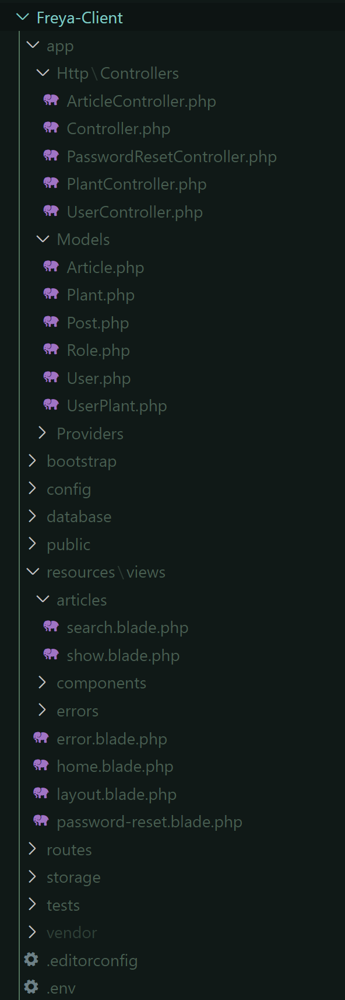 Freya-Client
app
Http\Controllers
ArticleController.php
Controller.php
PasswordResetController.php
PlantController.php
UserController.php
Models
Article.php
Plant.php
Post.php
Role.php
User.php
UserPlant.php
Providers
bootstrap
config
database
public
resources\views
articles
search.blade.php
show.blade.php
components
errors
error.blade.php
home.blade.php
layout.blade.php
password-reset.blade.php
routes
storage
tests
vendor
.editorconfig
.env